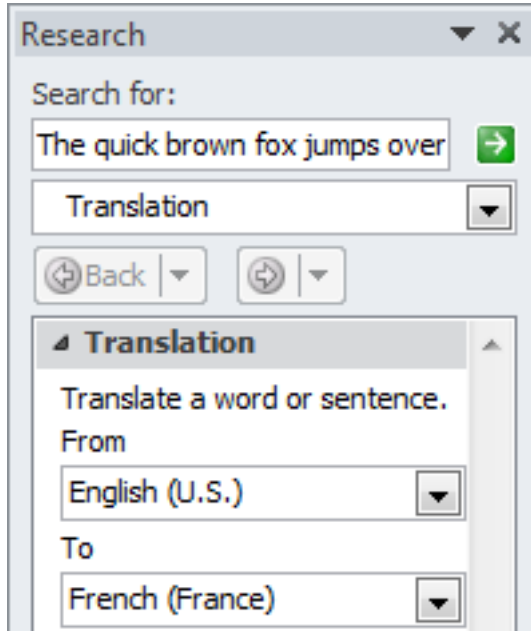 Research
Search for:
The quick brown fox jumps over
Translation
Back
Translation
Translate a word or sentence.
From
English (U.S.)
To
French (France)